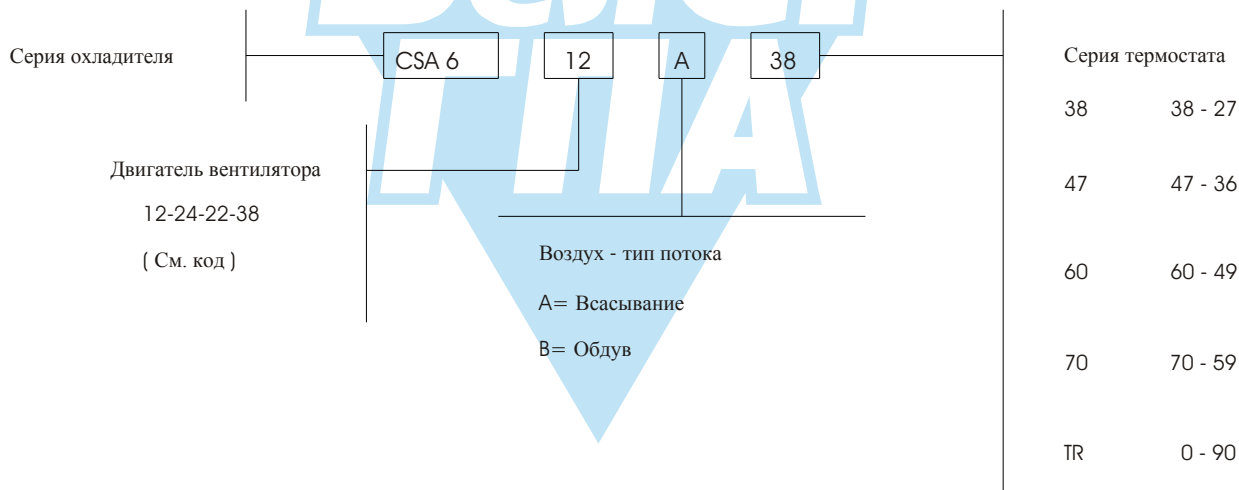 Серия охладителя
CSA 6
12
A
38
Серия термостата
38 38 - 27
47 47 - 36
60 60 - 49
70 70 - 59
TR 0 - 90
Двигатель вентилятора
12-24-22-38
( См. код )
Воздух - тип потока
A= Всасывание
B= Обдув